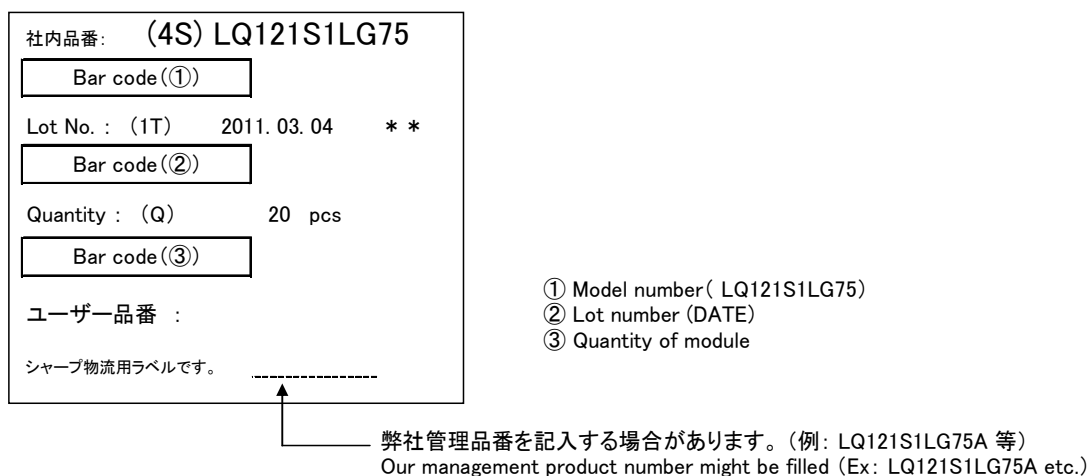 社内品番: (4S) LQ121S1LG75
Bar code(①)
Lot No. : (1T) 2011. 03. 04 * *
Bar code(②)
Quantity : (Q) 20 pcs
Bar code(③)
ユーザー品番 :
シャープ物流用ラベルです。
① Model number( LQ121S1LG75)
② Lot number (DATE)
③ Quantity of module
弊社管理品番を記入する場合があります。(例: LQ121S1LG75A 等)
Our management product number might be filled (Ex: LQ121S1LG75A etc.)